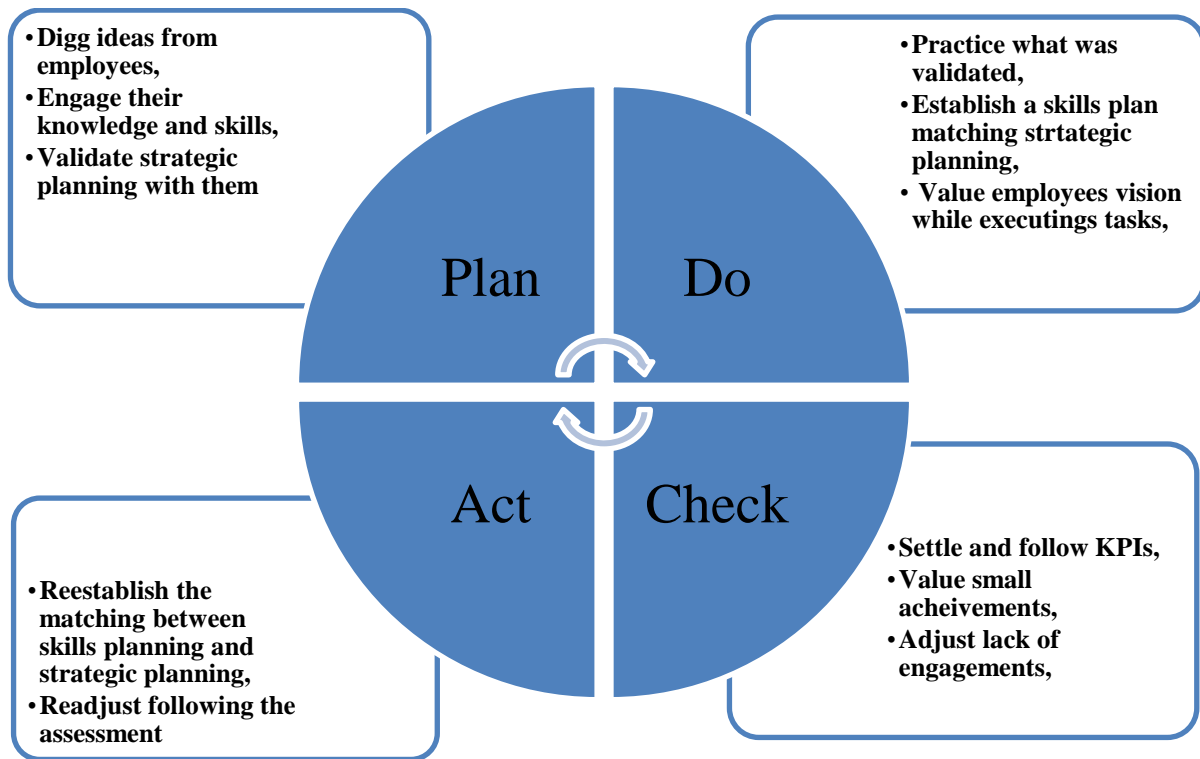 •Digg ideas from
employees,
•Engage their
knowledge and skills,
•Validate strategic
planning with them
•Practice what was
validated,
•Establish a skills plan
matching strtategic
planning,
• Value employees vision
while executings tasks,
Plan
Do
Act
Check
•Reestablish the
matching between
skills planning and
strategic planning,
•Readjust following the
assessment
•Settle and follow KPIs,
•Value small
acheivements,
•Adjust lack of
engagements,